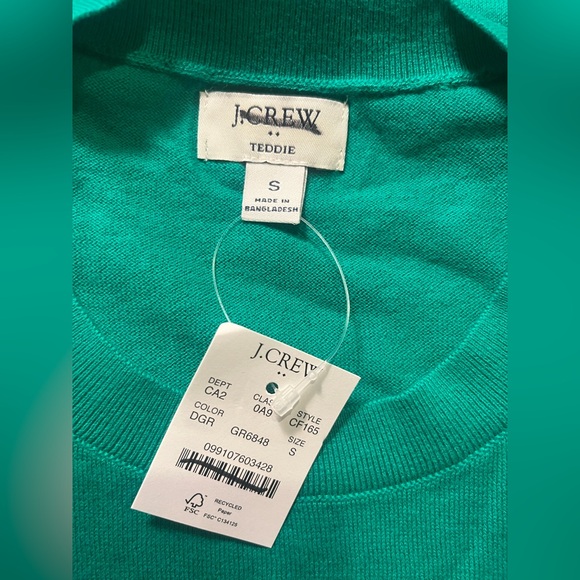 J.CREW
TEDDIE
S
MADE IN
BANGLADESH
J.CREW
DEPT CLAS STYLE
CA2 0A9 CF165
COLOR SIZE
DGR GR6848 S
099107603428
FSC
RECYCLED
Paper
FSC® C134125